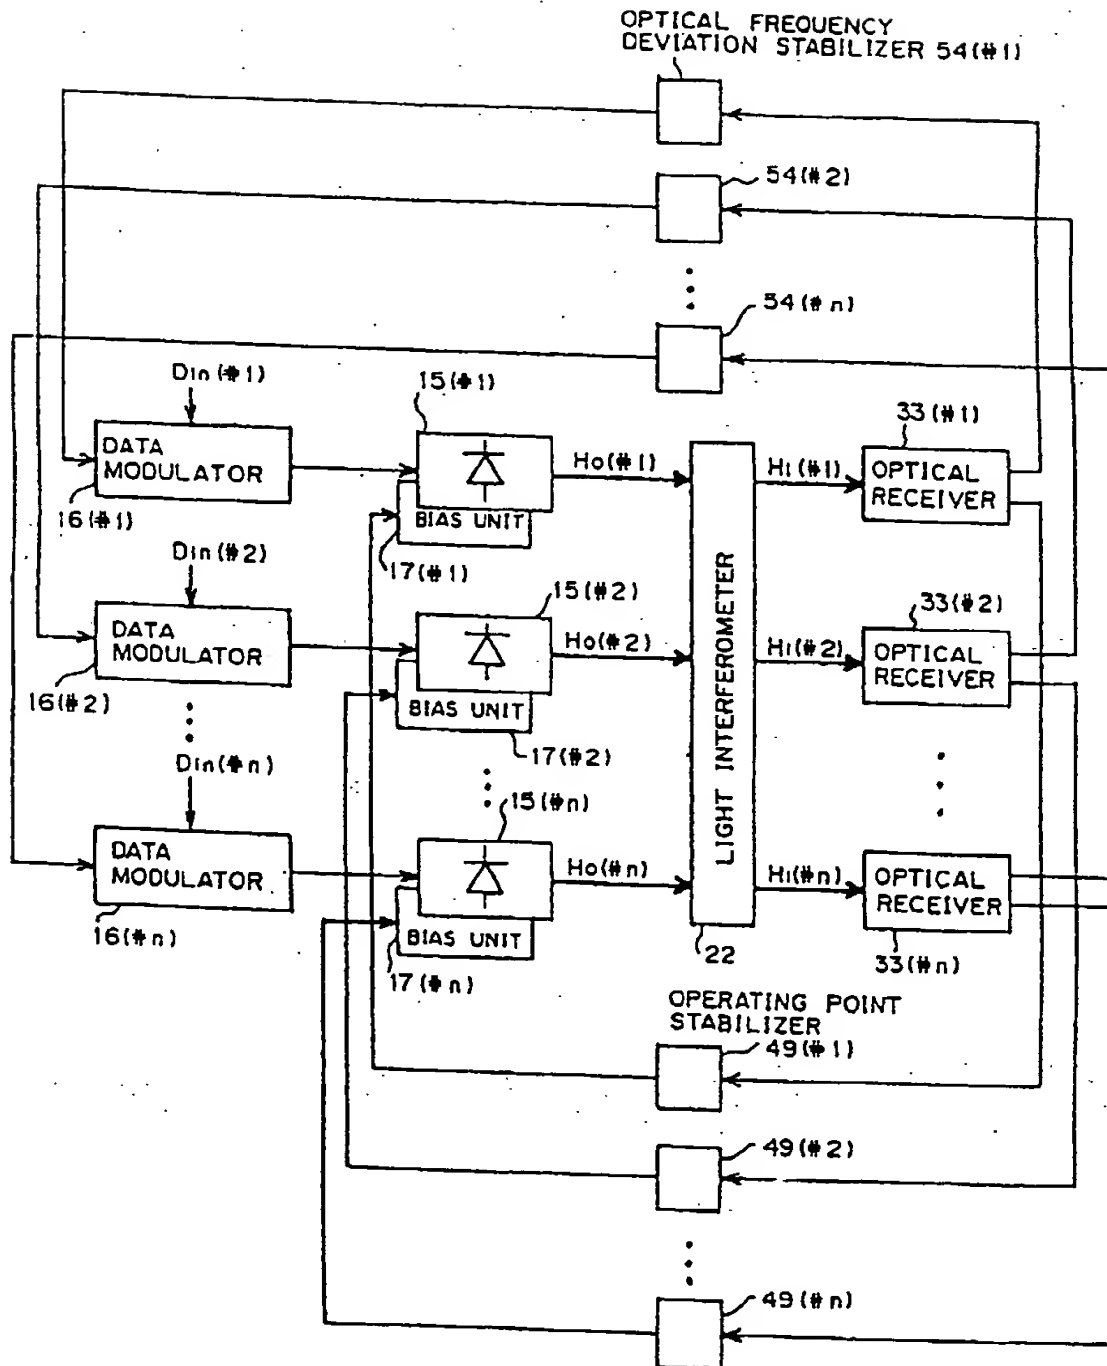 OPTICAL FREQUENCY
DEVIATION STABILIZER 54(#1)
54(#2)
54(#n)
Din(#1)
15(#1)
33(#1)
DATA
MODULATOR
Ho(#1)
Hi(#1)
OPTICAL
RECEIVER
16(#1)
BIAS UNIT
17(#1)
Din(#2)
15(#2)
33(#2)
DATA
MODULATOR
Ho(#2)
Hi(#2)
OPTICAL
RECEIVER
16(#2)
BIAS UNIT
17(#2)
LIGHT INTERFEROMETER
Din(#n)
15(#n)
DATA
MODULATOR
Ho(#n)
Hi(#n)
OPTICAL
RECEIVER
16(#n)
BIAS UNIT
17(#n)
22
33(#n)
OPERATING POINT
STABILIZER
49(#1)
49(#2)
49(#n)